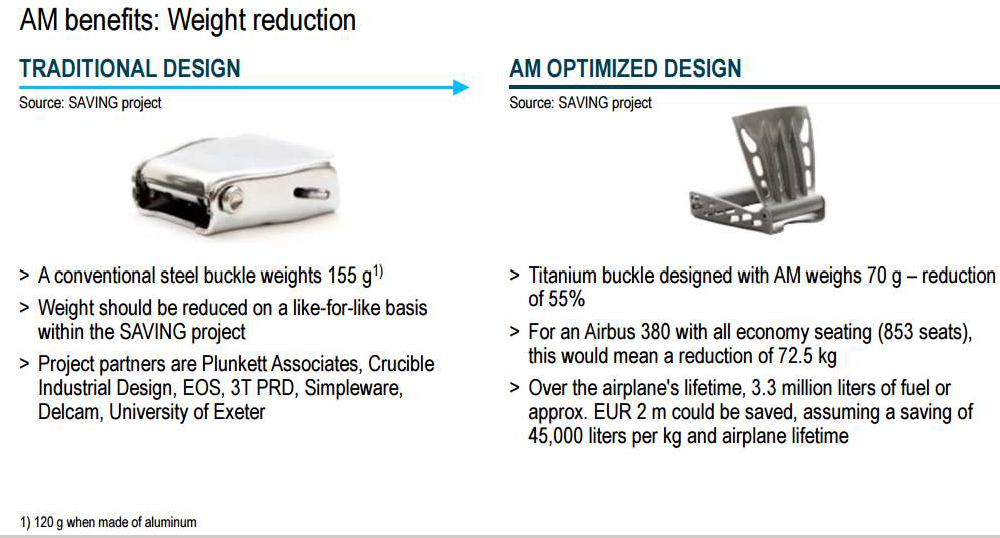 AM benefits: Weight reduction
TRADITIONAL DESIGN
Source: SAVING project
> A conventional steel buckle weights 155 g1)
> Weight should be reduced on a like-for-like basis
within the SAVING project
> Project partners are Plunkett Associates, Crucible
Industrial Design, EOS, 3T PRD, Simpleware,
Delcam, University of Exeter
AM OPTIMIZED DESIGN
Source: SAVING project
> Titanium buckle designed with AM weighs 70 g – reduction
of 55%
> For an Airbus 380 with all economy seating (853 seats),
this would mean a reduction of 72.5 kg
> Over the airplane's lifetime, 3.3 million liters of fuel or
approx. EUR 2 m could be saved, assuming a saving of
45,000 liters per kg and airplane lifetime
1) 120 g when made of aluminum